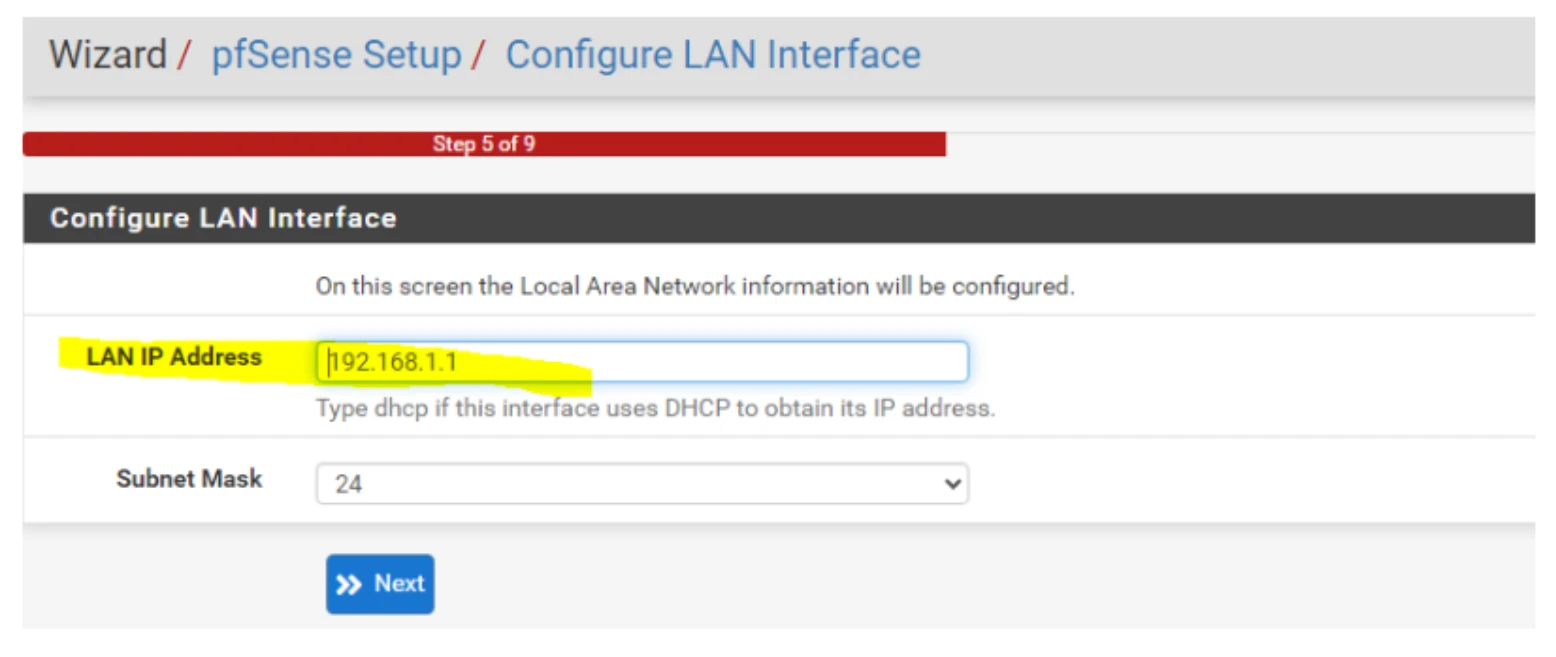 Wizard / pfSense Setup / Configure LAN Interface
Step 5 of 9
Configure LAN Interface
On this screen the Local Area Network information will be configured.
LAN IP Address 192.168.1.1
Type dhcp if this interface uses DHCP to obtain its IP address.
Subnet Mask 24
Next